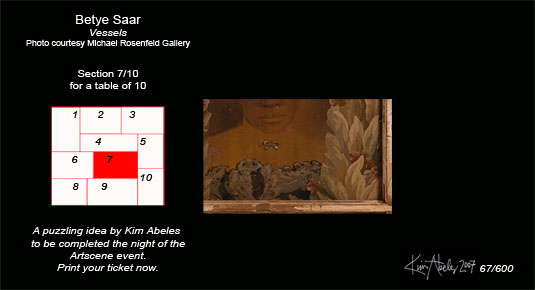 Betye Saar
Vessels
Photo courtesy Michael Rosenfeld Gallery
Section 7/10
for a table of 10
1 2 3
4 5
6 7
8 9 10
A puzzling idea by Kim Abeles
to be completed the night of the
Artscene event.
Print your ticket now.
Kim Abeles 2007 67/600